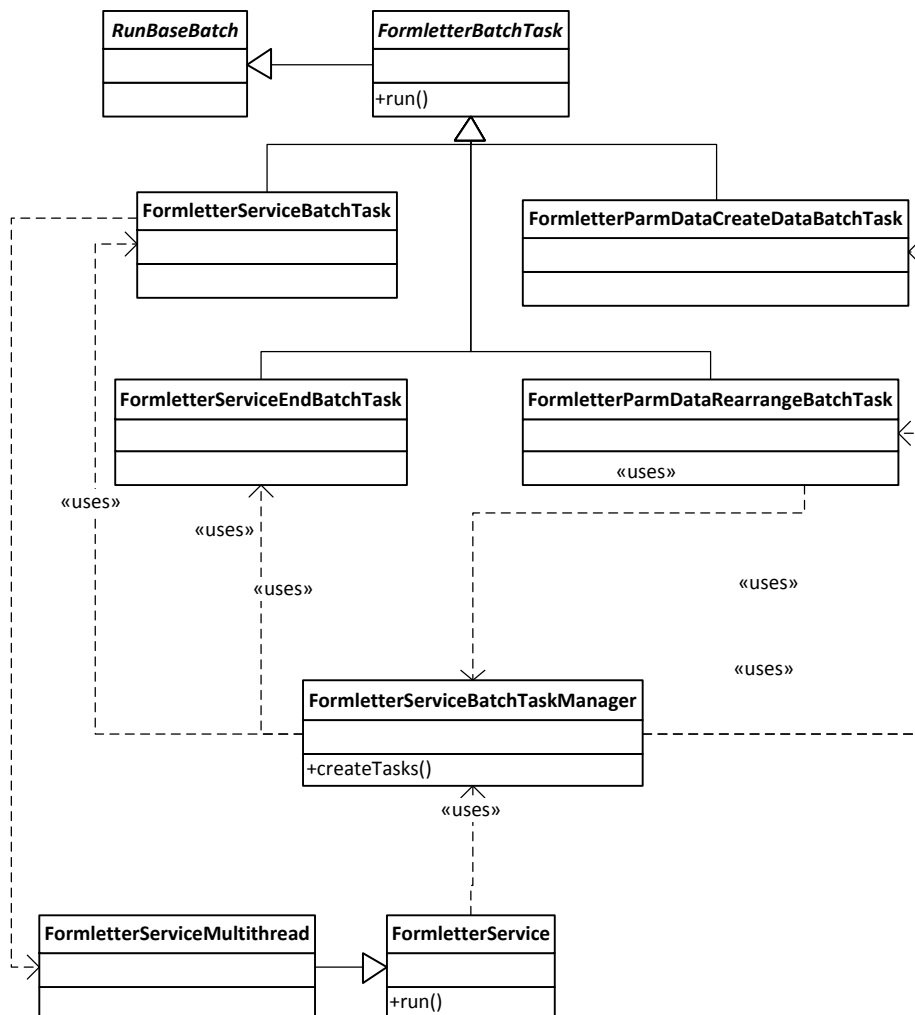 RunBaseBatch
FormletterBatchTask
+run()
FormletterServiceBatchTask
FormletterParmDataCreateDataBatchTask
FormletterServiceEndBatchTask
FormletterParmDataRearrangeBatchTask
«uses»
«uses»
«uses»
«uses»
«uses»
«uses»
FormletterServiceBatchTaskManager
+createTasks()
«uses»
FormletterServiceMultithread
FormletterService
+run()